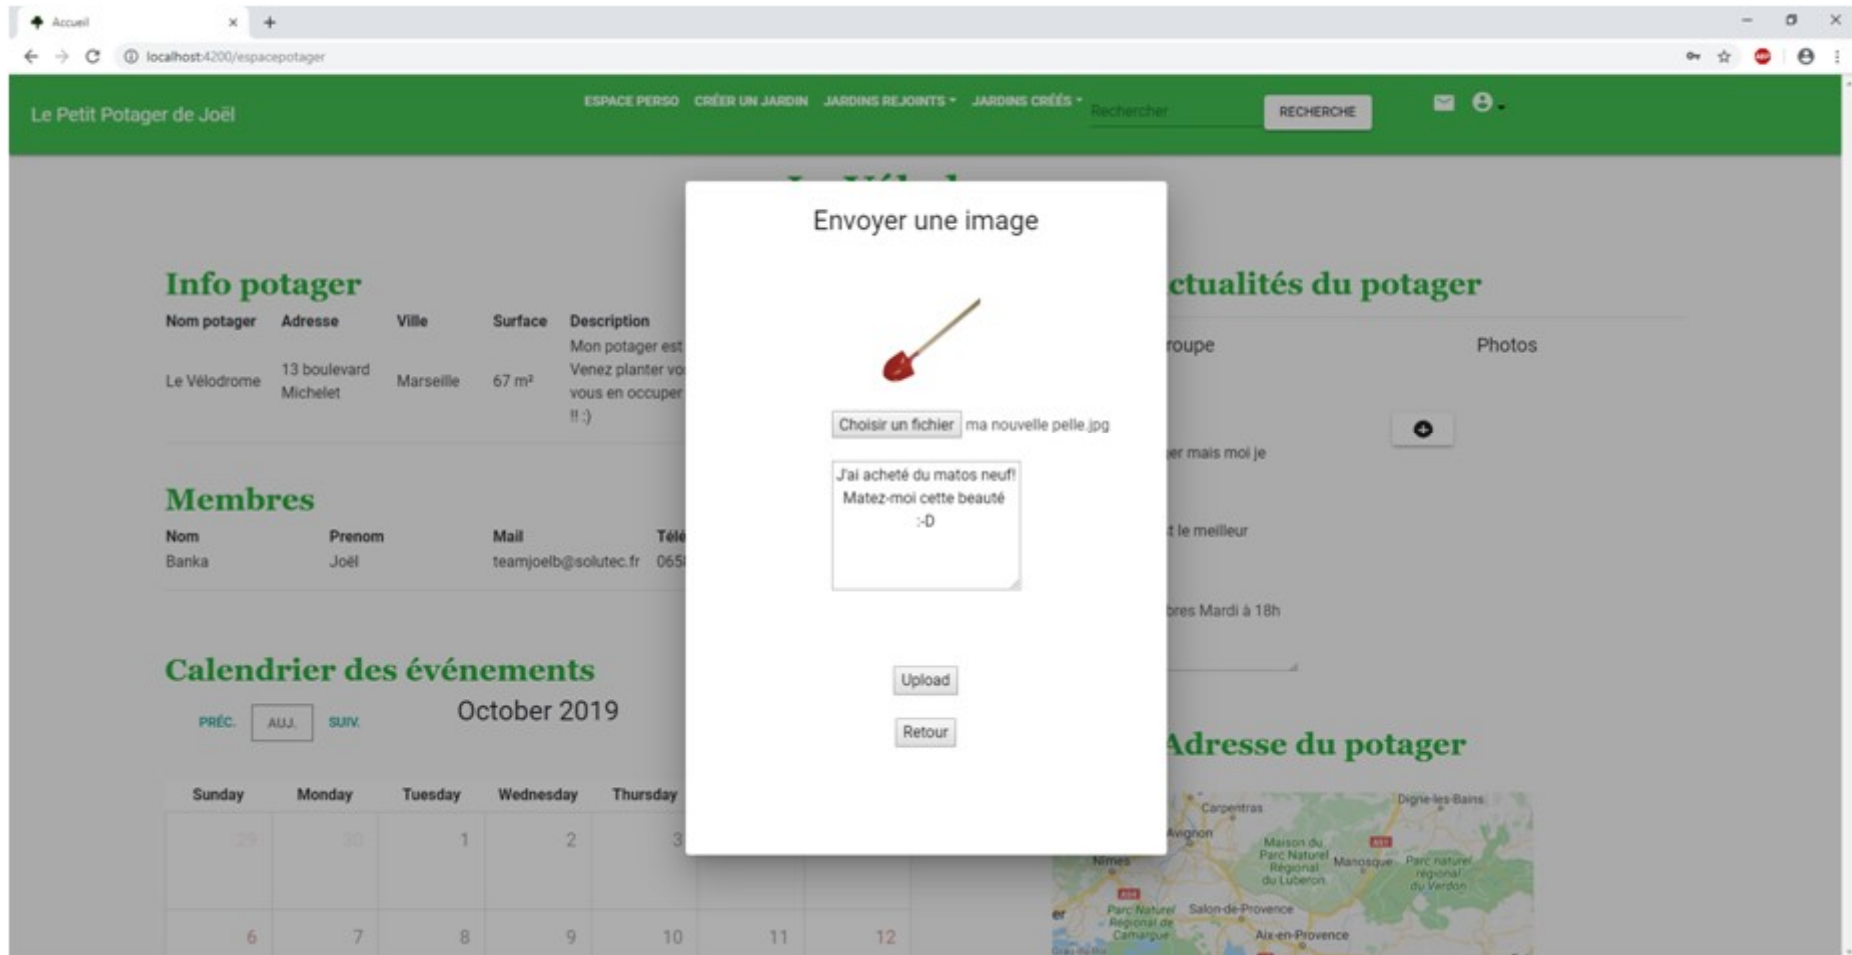 Accueil
localhost:4200/espacepotager
Le Petit Potager de Joël
ESPACE PERSO CRÉER UN JARDIN JARDINS REJOINTS JARDINS CRÉÉS
Rechercher
RECHERCHE
Envoyer une image
Choisir un fichier ma nouvelle pelle.jpg
J'ai acheté du matos neuf!
Matez-moi cette beauté
:-D
Upload
Retour
Info potager
Nom potager Adresse Ville Surface Description
Le Vélodrome
13 boulevard
Michelet
Marseille
67 m²
Mon potager est
Venez planter
vous en occuper
!! :)
Membres
Nom Prenom Mail
Banka Joël teamjoelb@solutec.fr
Calendrier des événements
PRÉC. AUJ. SUIV.
October 2019
Sunday Monday Tuesday Wednesday Thursday
29 30 1 2 3
6 7 8 9 10 11 12
ctualités du potager
roupe Photos
er mais moi je
t le meilleur
bres Mardi à 18h
Adresse du potager
Carpentras
Digne-les-Bains
Avignon
Maison du
Parc Naturel
Régional
du Luberon
A51
Manosque
Parc naturel
régional
du Verdon
Nîmes
A54
Parc Naturel
Régional de
Camargue
Salon-de-Provence
Aix-en-Provence